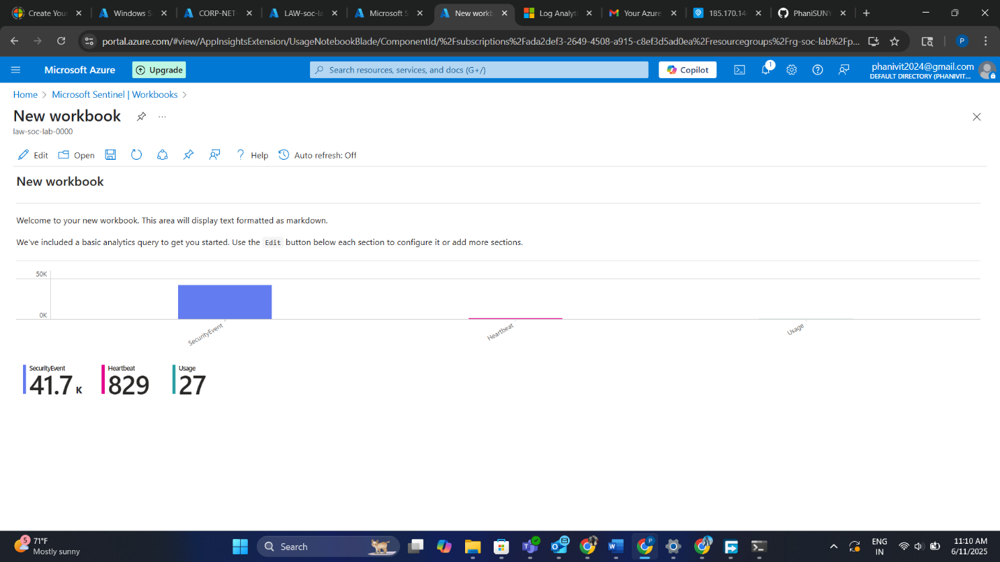 Create Your
Windows S
CORP-NET-
LAW-soc-la
Microsoft S
New workb
Log Analyt
Your Azure
185.170.14
PhaniSUNY
portal.azure.com/#view/AppInsightsExtension/UsageNotebookBlade/ComponentId/%2Fsubscriptions%2Fada2def3-2649-4508-a915-c8ef3d5ad0ea%2Fresourcegroups%2Frg-soc-lab%2Fp...
P
Microsoft Azure
Upgrade
Search resources, services, and docs (G+/)
Copilot
1
phanivit2024@gmail.com
DEFAULT DIRECTORY (PHANIVIT...
Home > Microsoft Sentinel | Workbooks >
New workbook
law-soc-lab-0000
Edit
Open
Help
Auto refresh: Off
New workbook
Welcome to your new workbook. This area will display text formatted as markdown.
We've included a basic analytics query to get you started. Use the Edit button below each section to configure it or add more sections.
50K
0K
SecurityEvent
Heartbeat
Usage
SecurityEvent
41.7 K
Heartbeat
829
Usage
27
5
71°F
Mostly sunny
Search
ENG
IN
11:10 AM
6/11/2025